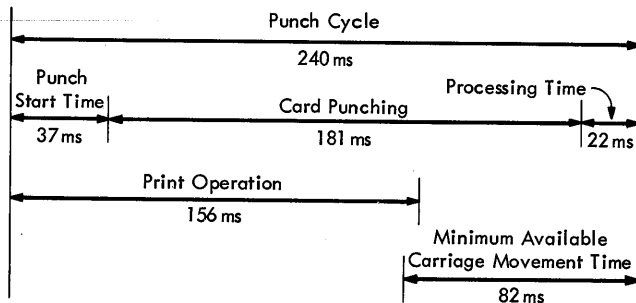 Punch Cycle
240 ms
Punch
Start Time
37 ms
Card Punching
181 ms
Processing Time
22 ms
Print Operation
156 ms
Minimum Available
Carriage Movement Time
82 ms